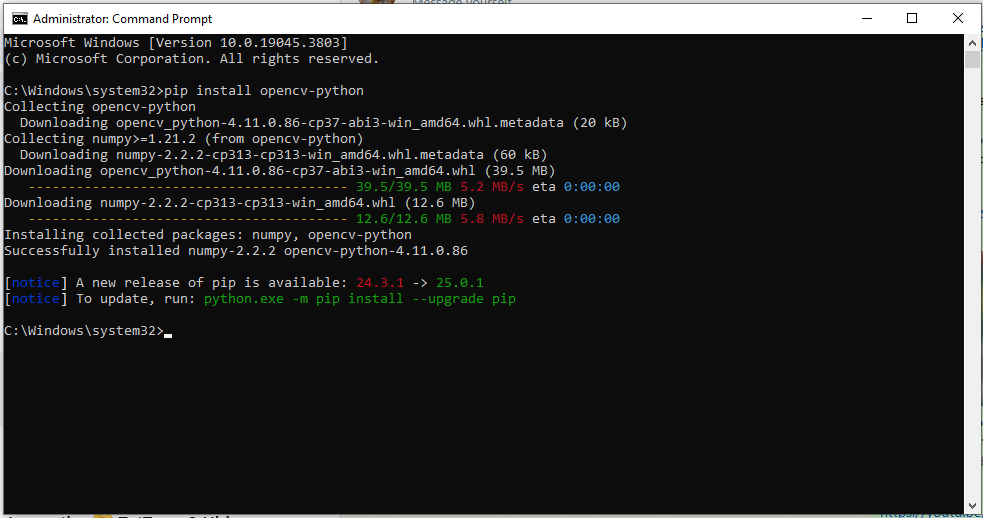 Message yourself
Administrator: Command Prompt
Microsoft Windows [Version 10.0.19045.3803]
(c) Microsoft Corporation. All rights reserved.
C:\Windows\system32>pip install opencv-python
Collecting opencv-python
  Downloading opencv_python-4.11.0.86-cp37-abi3-win_amd64.whl.metadata (20 kB)
Collecting numpy>=1.21.2 (from opencv-python)
  Downloading numpy-2.2.2-cp313-cp313-win_amd64.whl.metadata (60 kB)
Downloading opencv_python-4.11.0.86-cp37-abi3-win_amd64.whl (39.5 MB)
   ---------------------------------------- 39.5/39.5 MB 5.2 MB/s eta 0:00:00
Downloading numpy-2.2.2-cp313-cp313-win_amd64.whl (12.6 MB)
   ---------------------------------------- 12.6/12.6 MB 5.8 MB/s eta 0:00:00
Installing collected packages: numpy, opencv-python
Successfully installed numpy-2.2.2 opencv-python-4.11.0.86
[notice] A new release of pip is available: 24.3.1 -> 25.0.1
[notice] To update, run: python.exe -m pip install --upgrade pip
C:\Windows\system32>